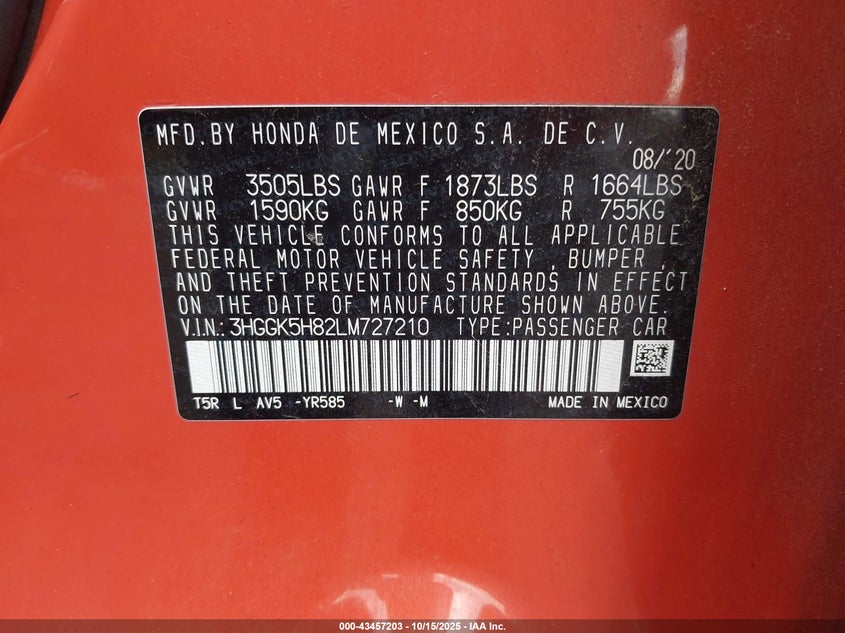 MFD.BY HONDA DE MEXICO S.A. DE C.V.
08/'20
GVWR 3505LBS GAWR F 1873LBS R 1664LBS
GVWR 1590KG GAWR F 850KG R 755KG
THIS VEHICLE CONFORMS TO ALL APPLICABLE
FEDERAL MOTOR VEHICLE SAFETY, BUMPER,
AND THEFT PREVENTION STANDARDS IN EFFECT
ON THE DATE OF MANUFACTURE SHOWN ABOVE.
V.I.N.: 3HGGK5H82LM727210 TYPE:PASSENGER CAR
T5R L AV5 -YR585 -W -M MADE IN MEXICO
000-43457203 - 10/15/2025 - IAA Inc.